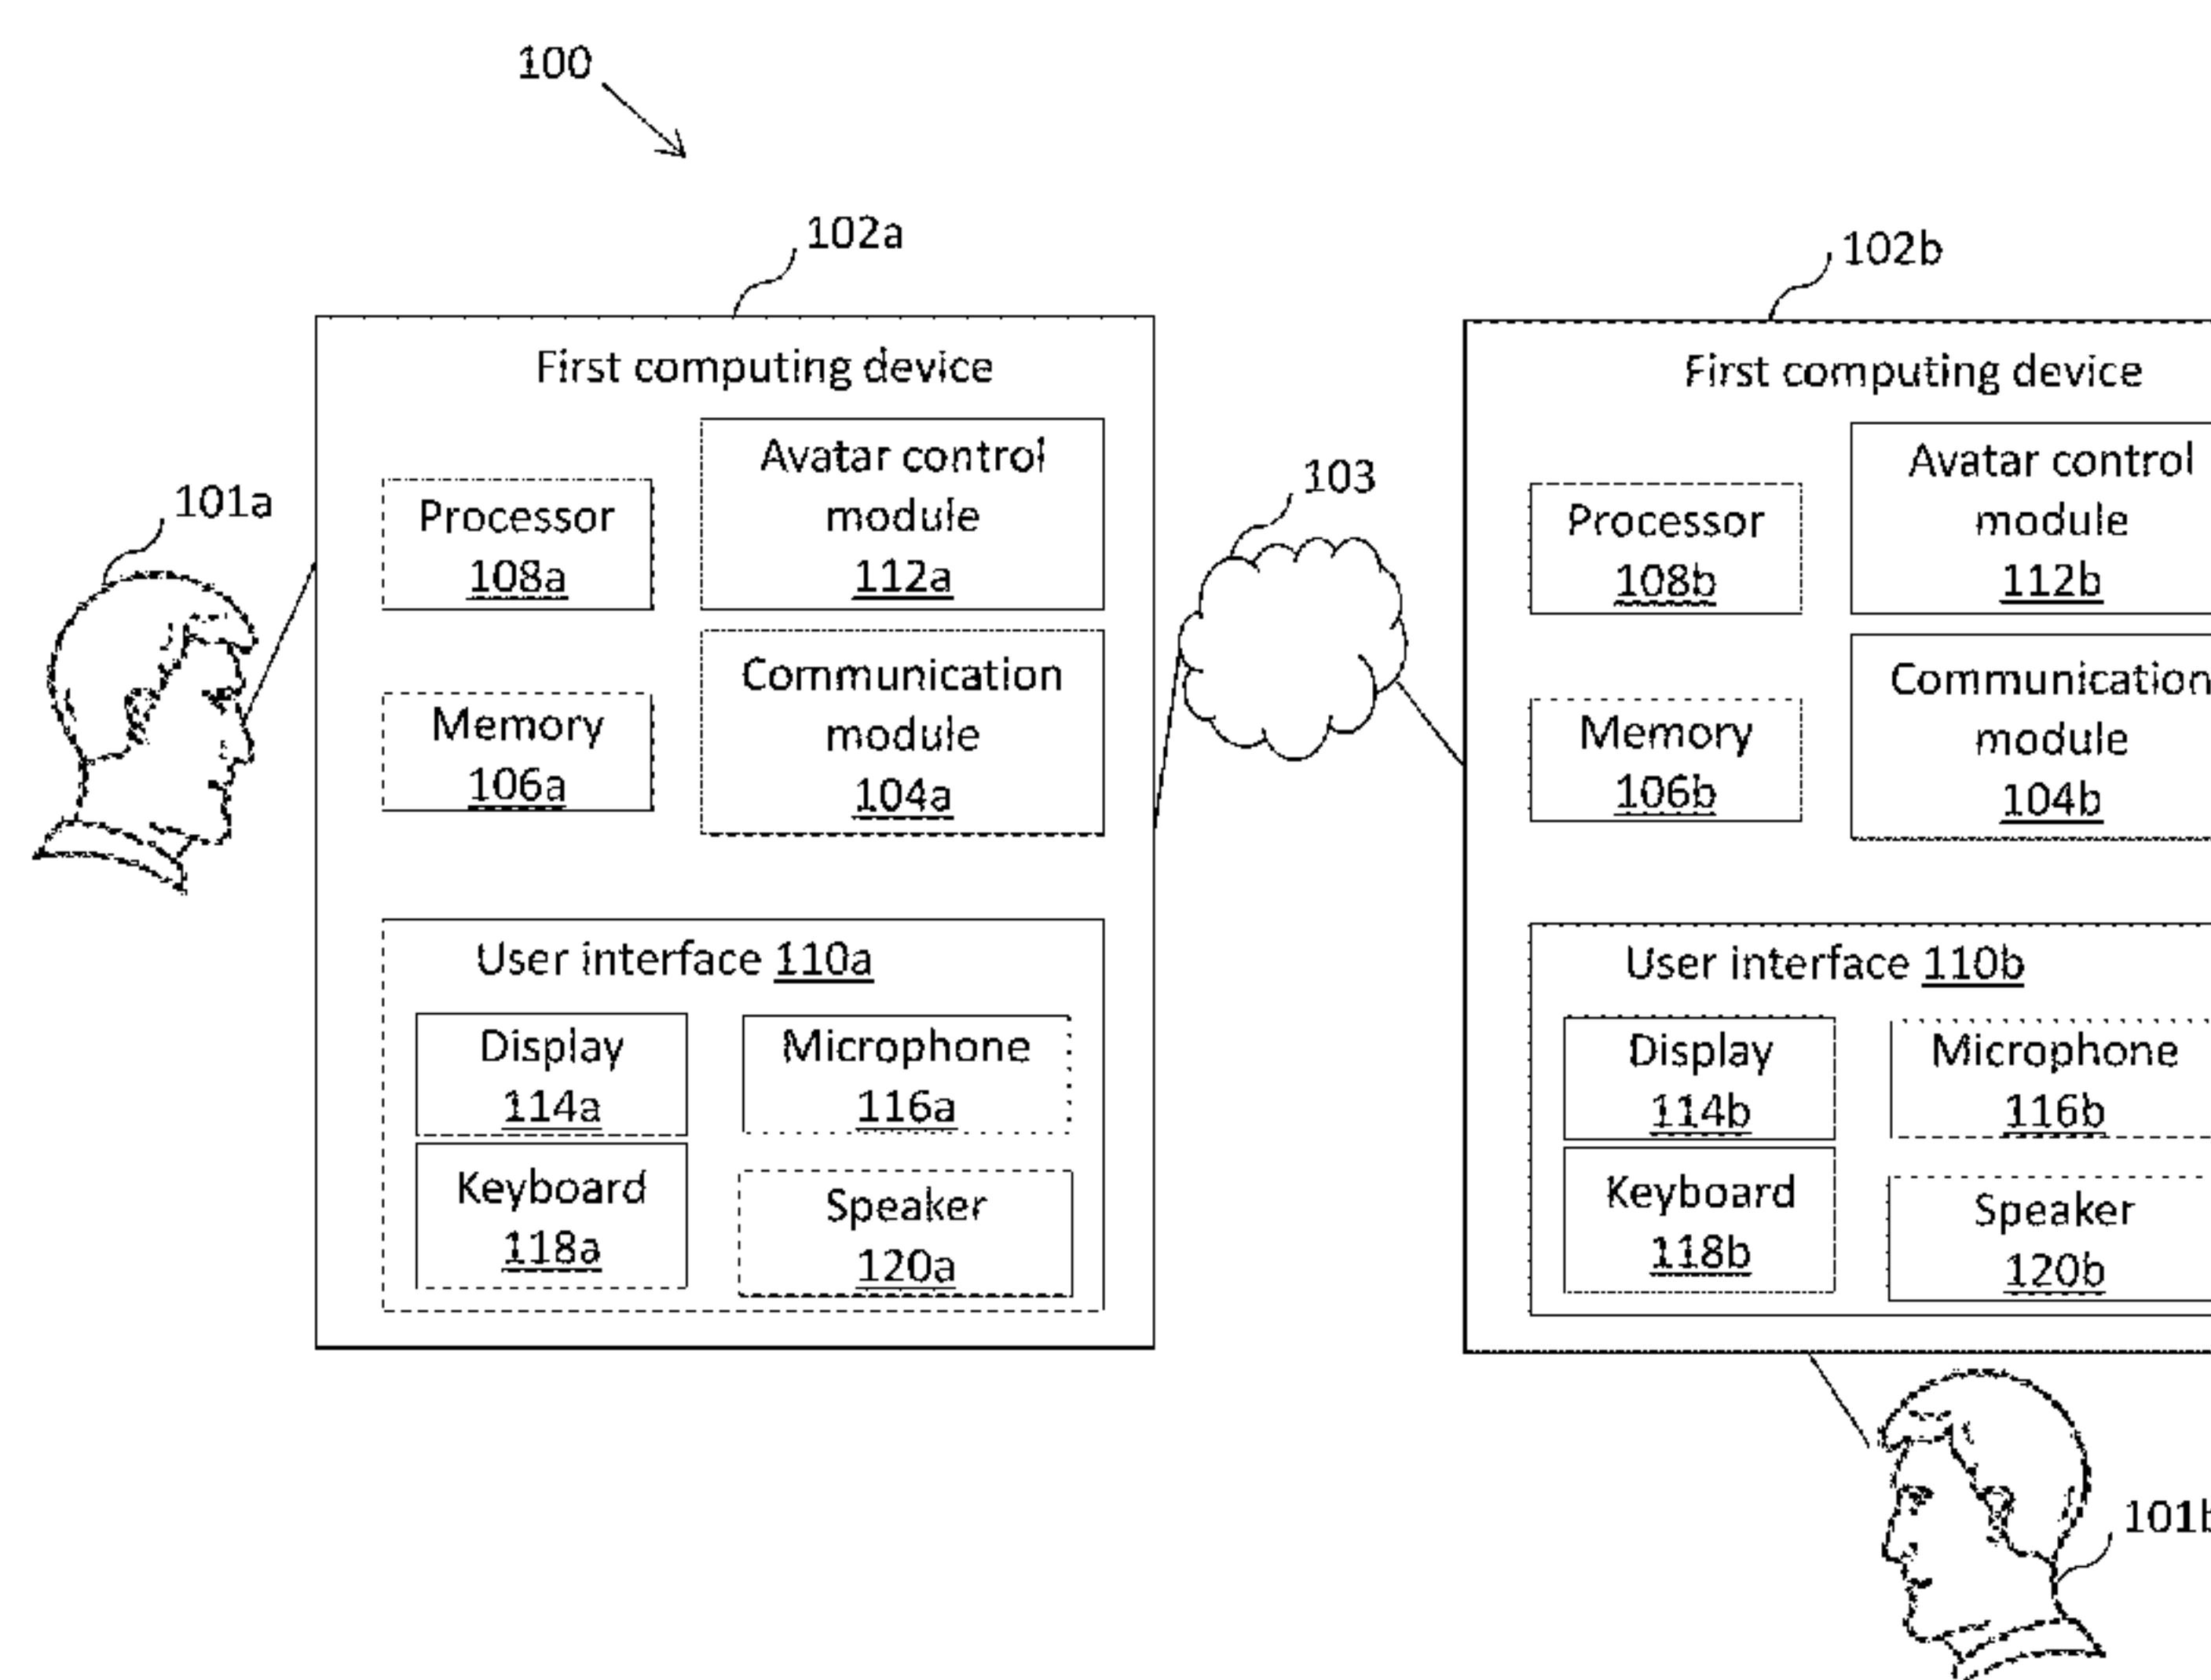 100
102a
102b
First computing device
First computing device
101a
Processor
108a
Avatar control
module
112a
103
Processor
108b
Avatar control
module
112b
Memory
106a
Communication
module
104a
Memory
106b
Communication
module
104b
User interface 110a
Display
114a
Microphone
116a
Keyboard
118a
Speaker
120a
User interface 110b
Display
114b
Microphone
116b
Keyboard
118b
Speaker
120b
101b